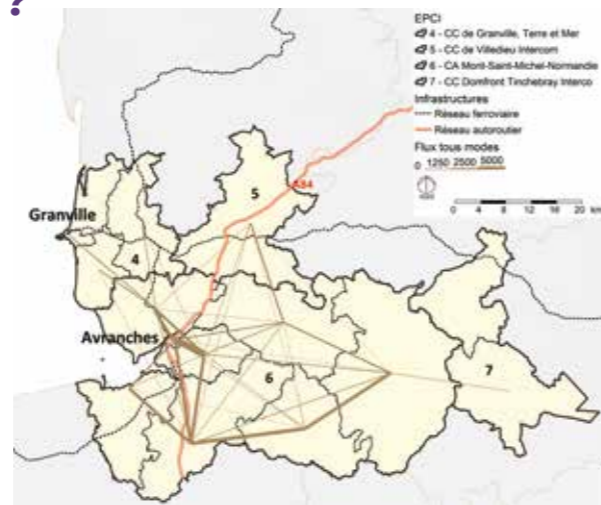 ?
EPCI
4 - CC de Granville, Terre et Mer
5 - CC de Villedieu Intercom
6 - CA Mont-Saint-Michel-Normandie
7 - CC Domfront Tinchebray Interco
Infrastructures
Réseau ferroviaire
Réseau autoroutier
Flux tous modes
0 1250 2500 5000
0 4 8 12 16 20 km
A84
5
Granville
4
Avranches
6
7